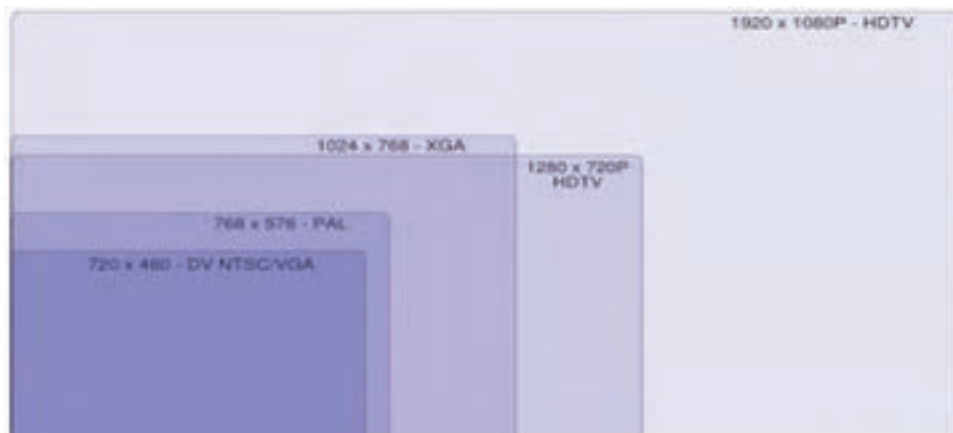 1920 x 1080P - HDTV
1024 x 768 - XGA
1280 x 720P
HDTV
768 x 576 - PAL
720 x 480 - DV NTSC/VGA